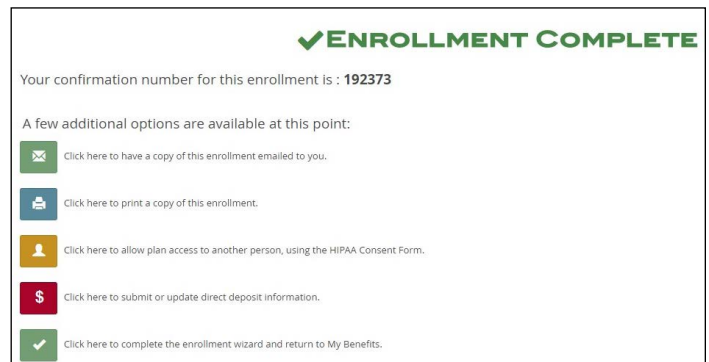 ENROLLMENT COMPLETE
Your confirmation number for this enrollment is : 192373
A few additional options are available at this point:
Click here to have a copy of this enrollment emailed to you.
Click here to print a copy of this enrollment.
Click here to allow plan access to another person, using the HIPAA Consent Form.
$ Click here to submit or update direct deposit information.
Click here to complete the enrollment wizard and return to My Benefits.